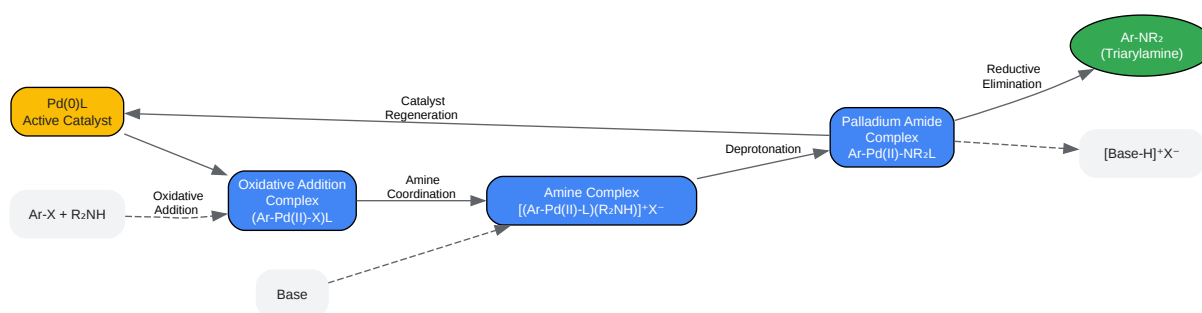 Pd(0)L
Active Catalyst
Ar-X + R₂NH
Oxidative
Addition
Oxidative Addition
Complex
(Ar-Pd(II)-X)L
Amine
Coordination
Base
Catalyst
Regeneration
Amine Complex
[(Ar-Pd(II)-L)(R₂NH)]⁺X⁻
Deprotonation
Palladium Amide
Complex
Ar-Pd(II)-NR₂L
Reductive
Elimination
Ar-NR₂
(Triarylamine)
[Base-H]⁺X⁻